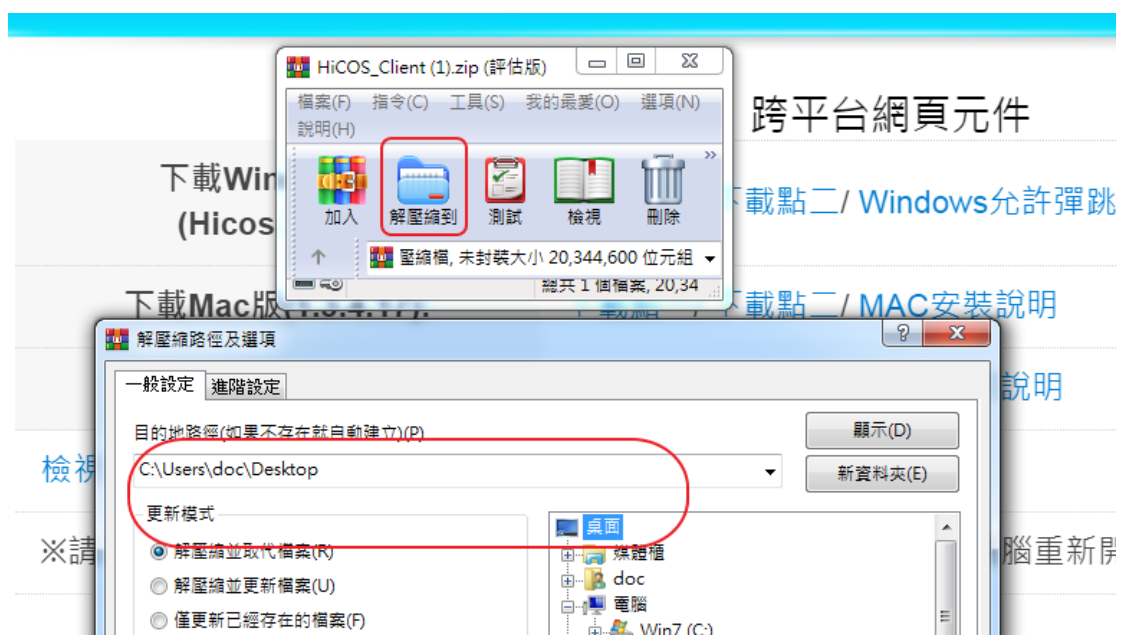 HiCOS_Client (1).zip (評估版)
檔案(F) 指令(C) 工具(S) 我的最愛(O) 選項(N)
說明(H)
跨平台網頁元件
加入 解壓縮到 測試 檢視 刪除
下載Win
(Hicos
下載點二/ Windows允許彈跳
壓縮檔, 未封裝大小 20,344,600 位元組
總共 1 個檔案, 20,34
下載Mac版(1.3.4.17):
下載點二/ MAC安裝說明
解壓縮路徑及選項
一般設定 進階設定
說明
目的地路徑(如果不存在就自動建立)(P)
顯示(D)
檢視
C:\Users\doc\Desktop
新資料夾(E)
更新模式
桌面
※請
解壓縮並取代檔案(R)
媒體櫃
腦重新開
解壓縮並更新檔案(U)
doc
電腦
僅更新已經存在的檔案(F)
Win7 (C:)